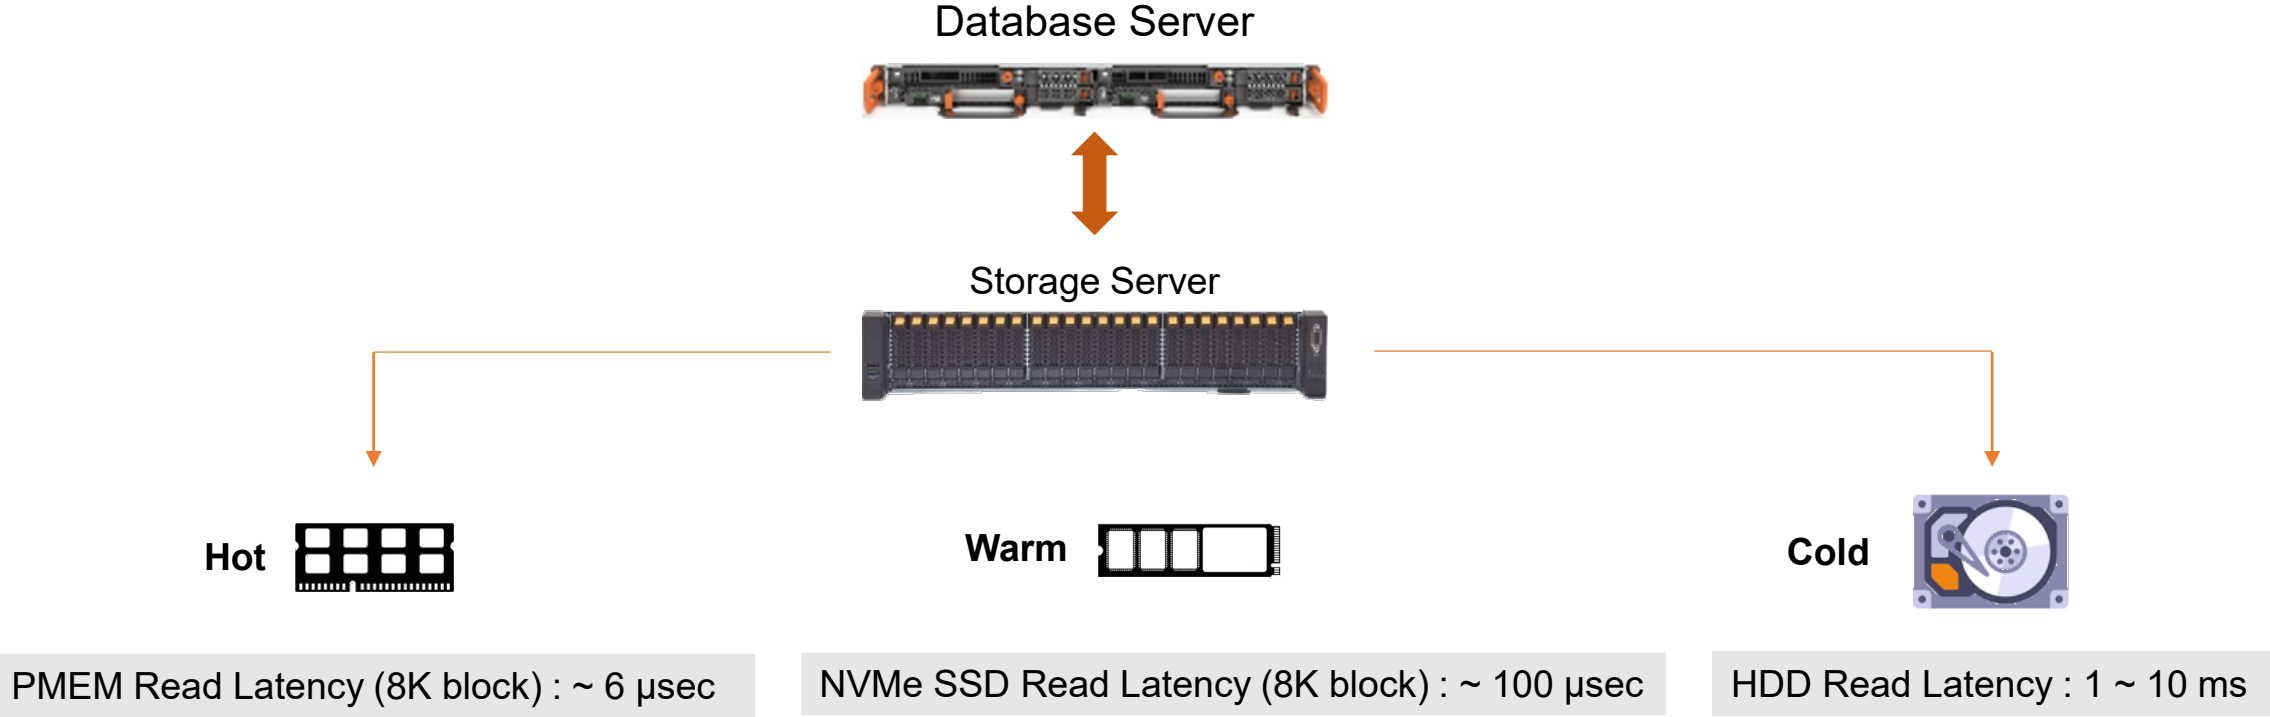 Database Server
Storage Server
Hot
Warm
Cold
PMEM Read Latency (8K block) : ~ 6 μsec
NVMe SSD Read Latency (8K block) : ~ 100 μsec
HDD Read Latency : 1 ~ 10 ms